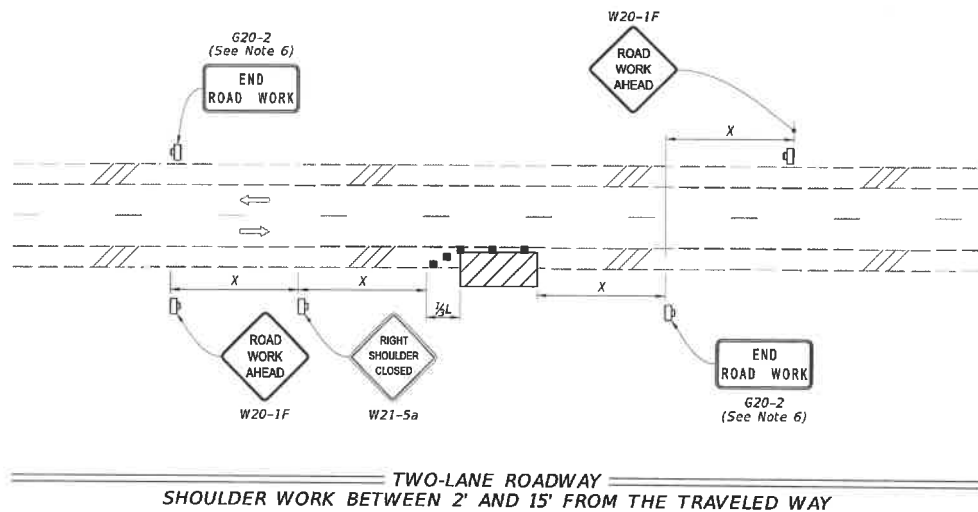 W20-1F
ROAD
WORK
AHEAD
G20-2
(See Note 6)
END
ROAD WORK
X
X
X
⅓L
X
ROAD
WORK
AHEAD
W20-1F
RIGHT
SHOULDER
CLOSED
W21-5a
END
ROAD WORK
G20-2
(See Note 6)
TWO-LANE ROADWAY
SHOULDER WORK BETWEEN 2' AND 15' FROM THE TRAVELED WAY